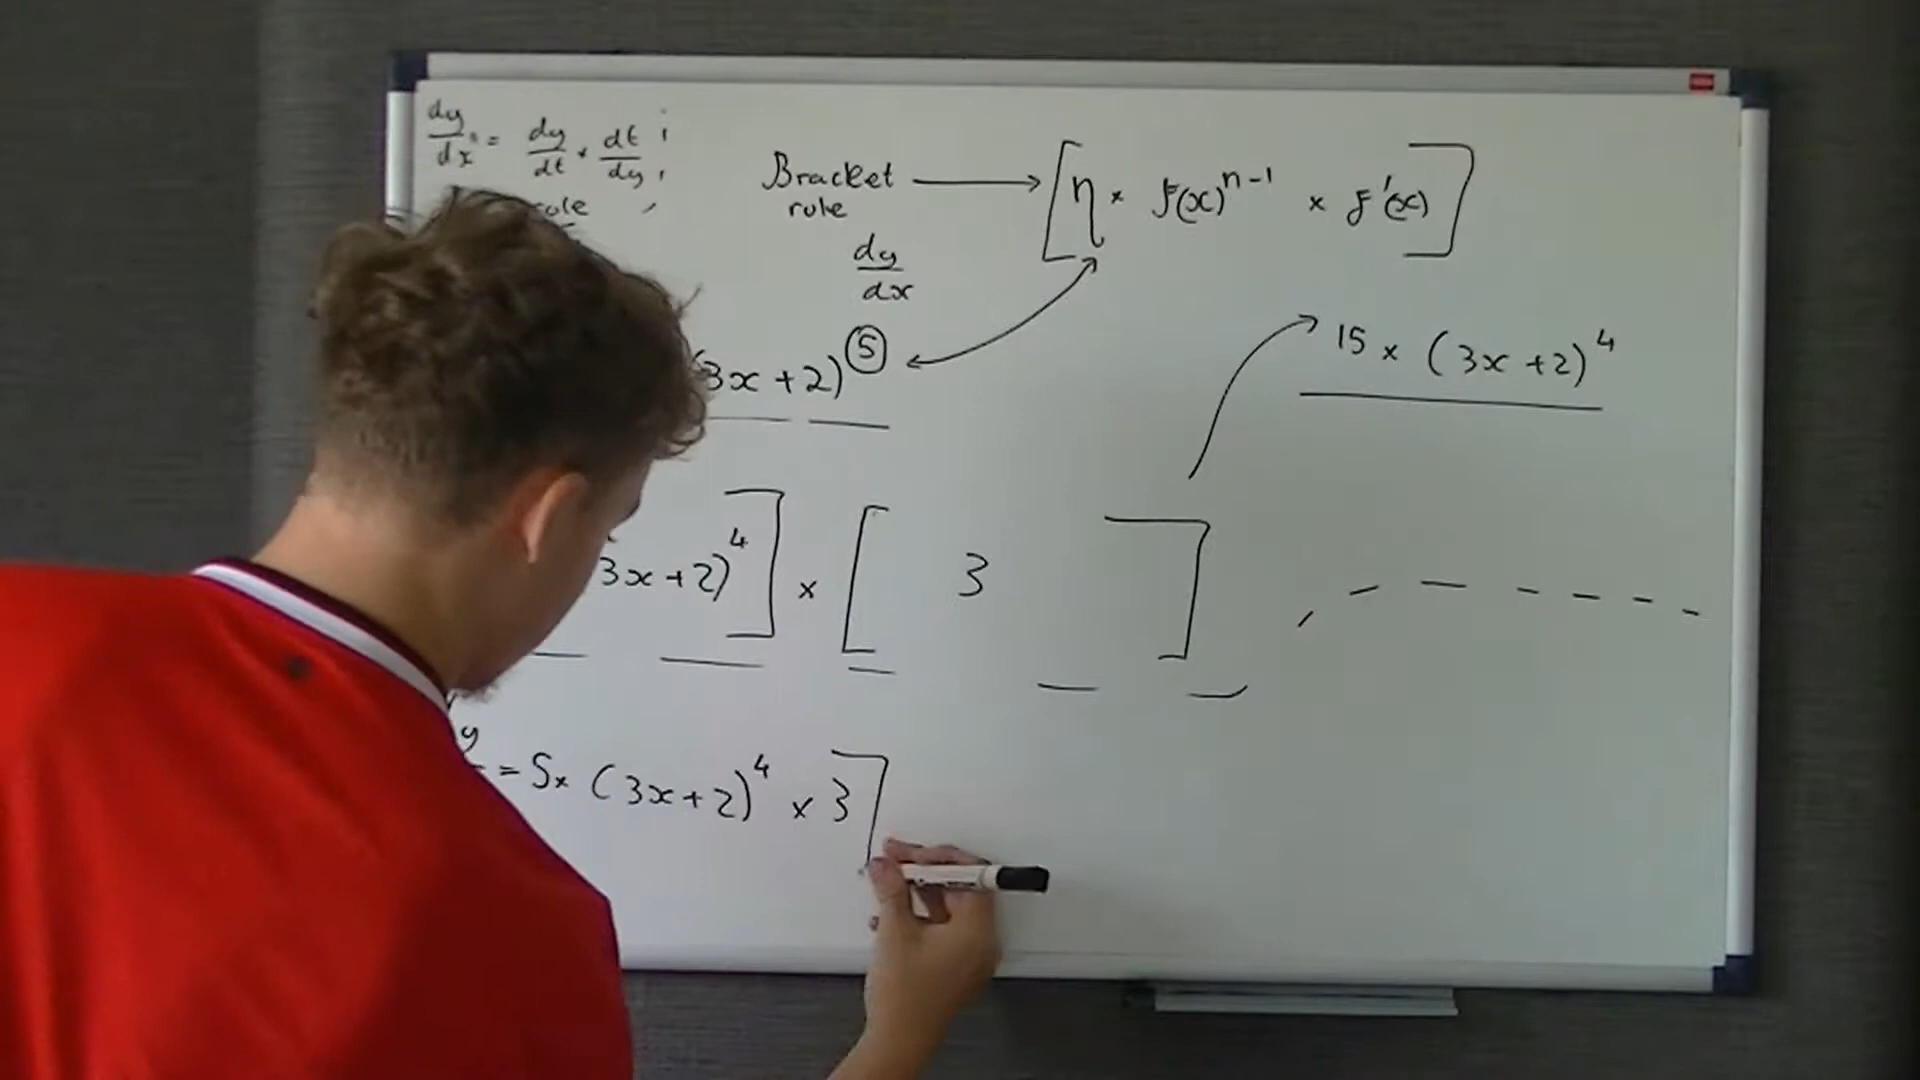 dy/dx = dy/dt × dt/dy ;
Bracket rule → [n × f(x)^n-1 × f'(x)]
dy/dx
3x + 2)^5
15 × (3x + 2)^4
3x + 2)^4] × [3]
= 5 × (3x + 2)^4 × 3]